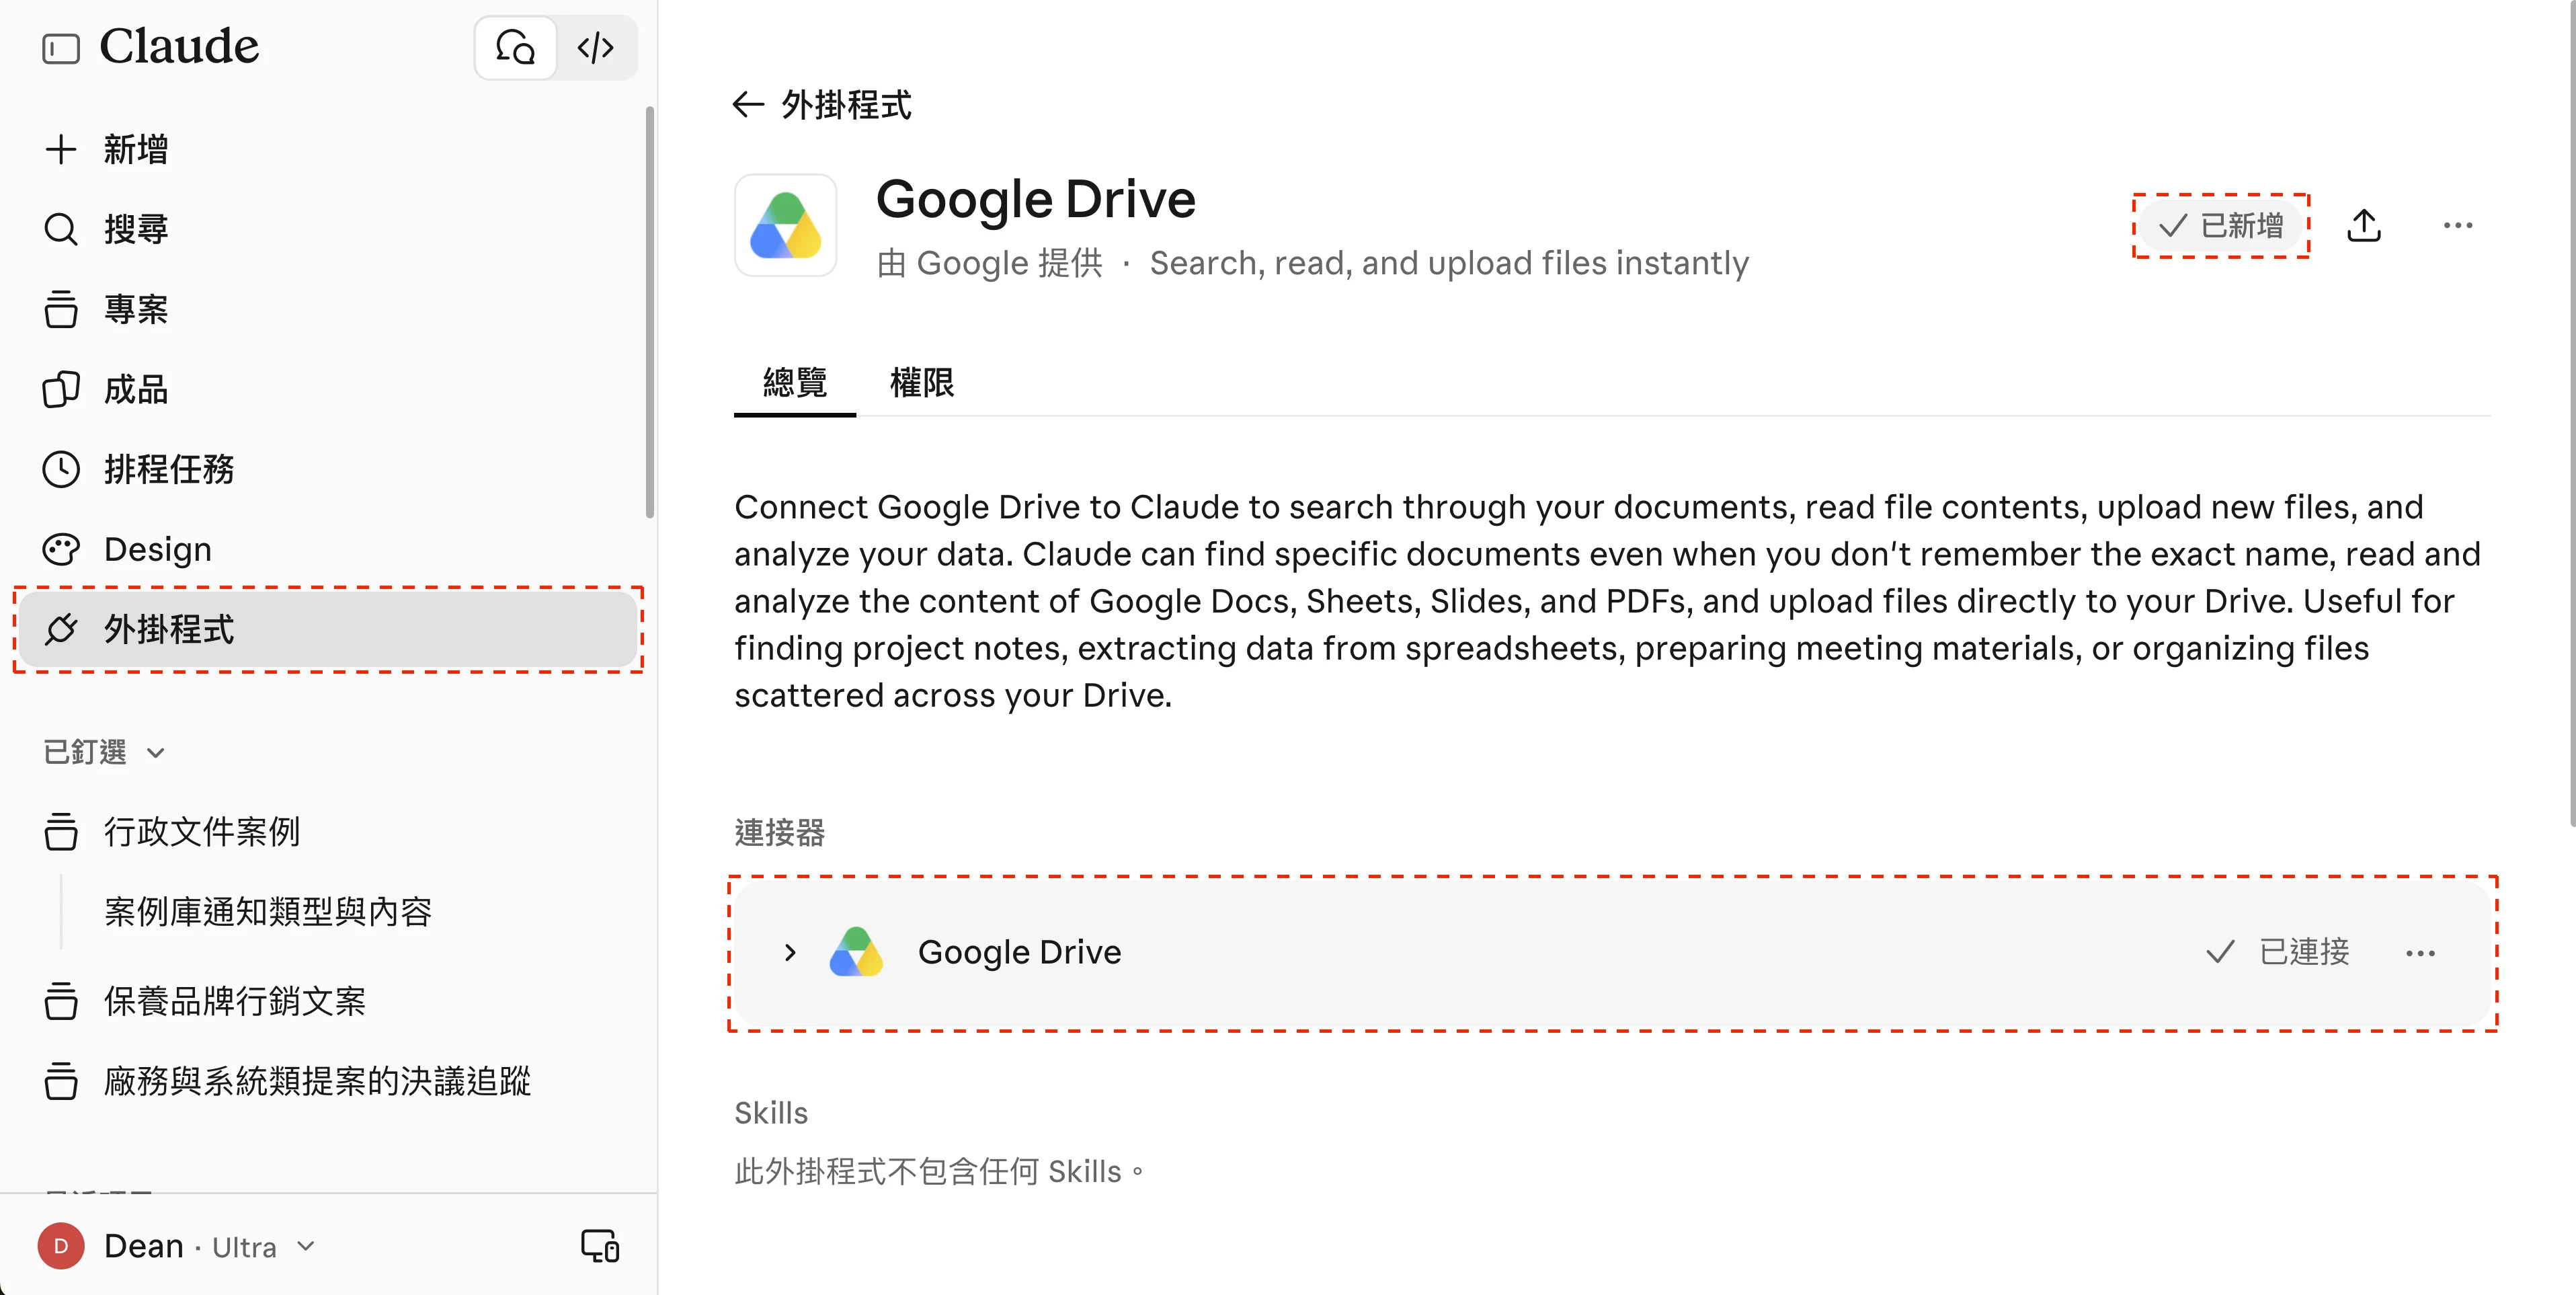 Claude
新增
搜尋
專案
成品
排程任務
Design
外掛程式
已釘選
行政文件案例
案例庫通知類型與內容
保養品牌行銷文案
廠務與系統類提案的決議追蹤
D
Dean · Ultra
外掛程式
Google Drive
已新增
由 Google 提供 · Search, read, and upload files instantly
總覽 權限
Connect Google Drive to Claude to search through your documents, read file contents, upload new files, and
analyze your data. Claude can find specific documents even when you don't remember the exact name, read and
analyze the content of Google Docs, Sheets, Slides, and PDFs, and upload files directly to your Drive. Useful for
finding project notes, extracting data from spreadsheets, preparing meeting materials, or organizing files
scattered across your Drive.
連接器
Google Drive 已連接
Skills
此外掛程式不包含任何 Skills。